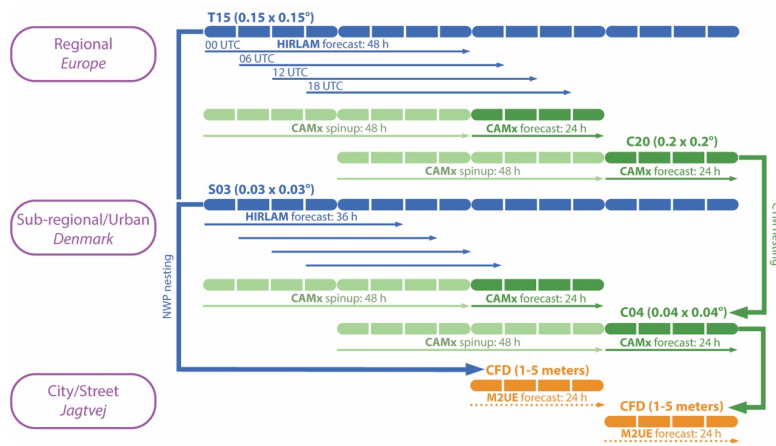 T15 (0.15 x 0.15°)
Regional
Europe
00 UTC
HIRLAM forecast: 48 h
06 UTC
12 UTC
18 UTC
CAMx spinup: 48 h
CAMx forecast: 24 h
C20 (0.2 x 0.2°)
CAMx spinup: 48 h
CAMx forecast: 24 h
S03 (0.03 x 0.03°)
Sub-regional/Urban
Denmark
HIRLAM forecast: 36 h
CTM nesting
NWP nesting
CAMx spinup: 48 h
CAMx forecast: 24 h
C04 (0.04 x 0.04°)
CAMx spinup: 48 h
CAMx forecast: 24 h
City/Street
Jagtvej
CFD (1-5 meters)
M2UE forecast: 24 h
CFD (1-5 meters)
M2UE forecast: 24 h